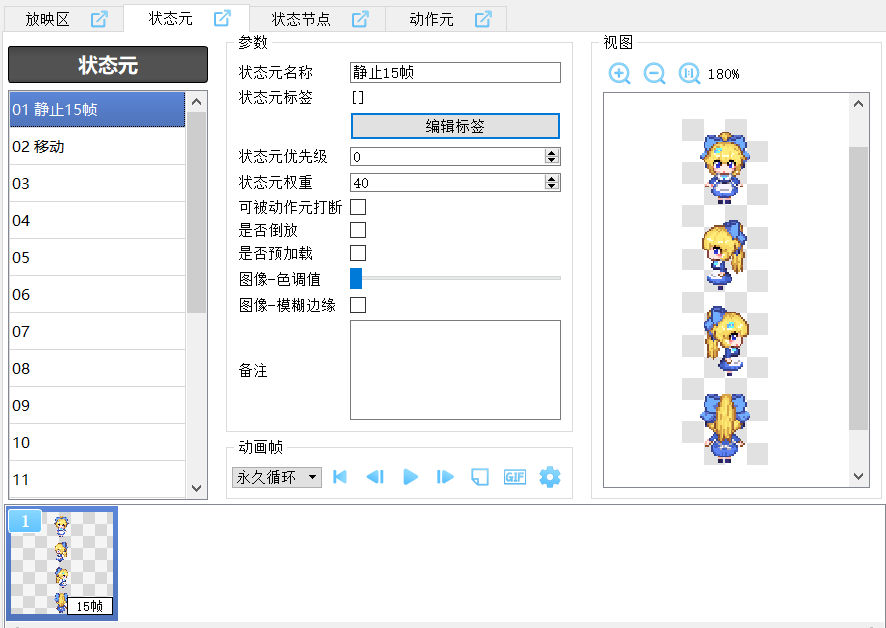 放映区
状态元
状态节点
动作元
状态元
01 静止15帧
02 移动
03
04
05
06
07
08
09
10
11
参数
状态元名称
静止15帧
状态元标签
[]
编辑标签
状态元优先级
0
状态元权重
40
可被动作元打断
是否倒放
是否预加载
图像-色调值
图像-模糊边缘
备注
动画帧
永久循环
GIF
视图
180%
1
15帧